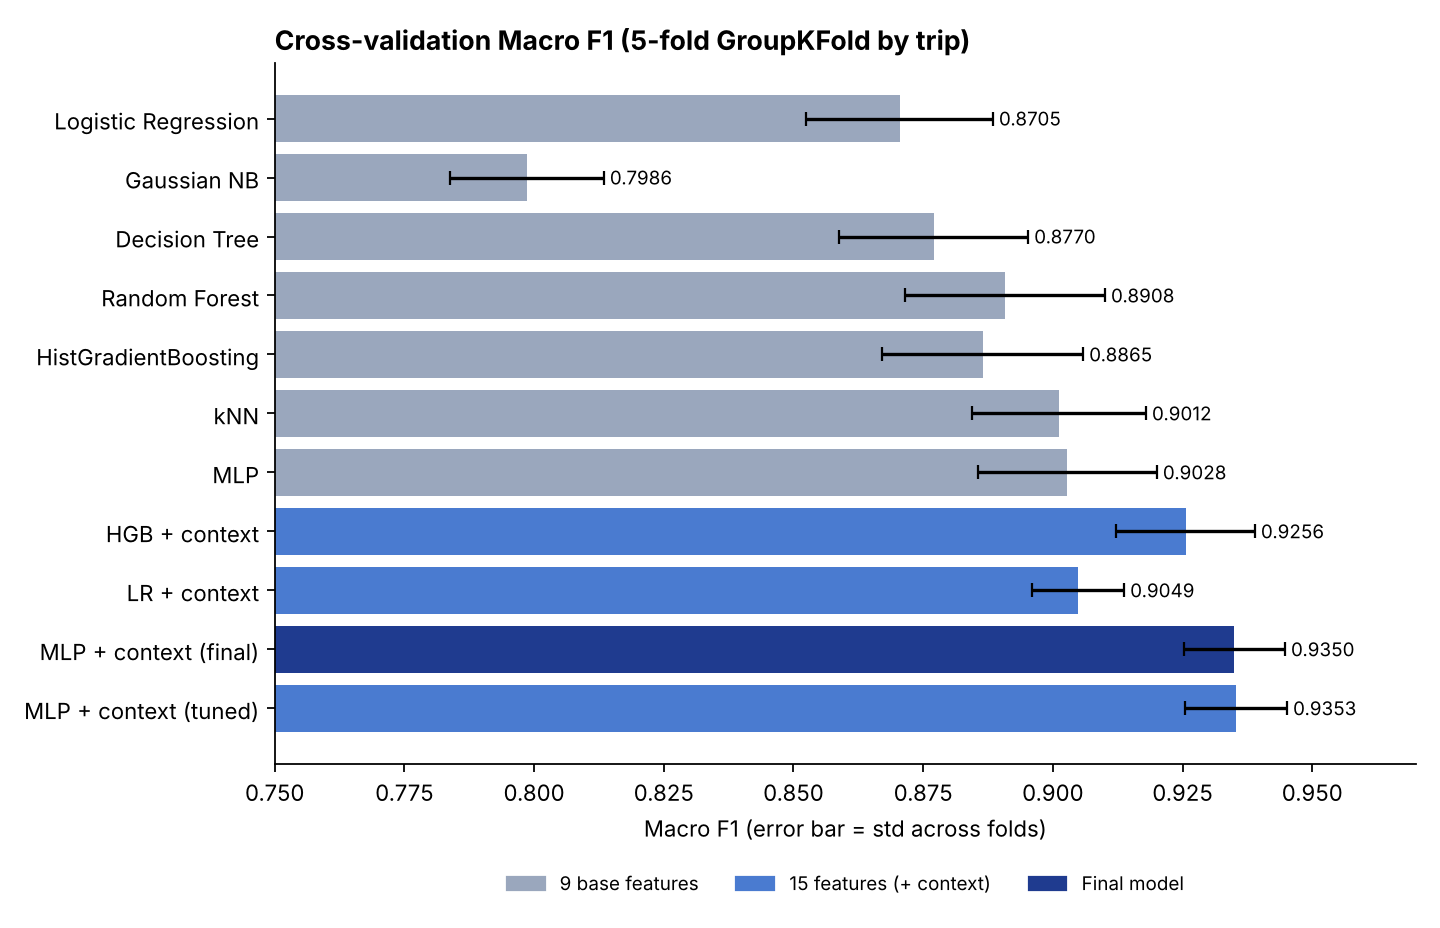 Cross-validation Macro F1 (5-fold GroupKFold by trip)
Logistic Regression 0.8705
Gaussian NB 0.7986
Decision Tree 0.8770
Random Forest 0.8908
HistGradientBoosting 0.8865
kNN 0.9012
MLP 0.9028
HGB + context 0.9256
LR + context 0.9049
MLP + context (final) 0.9350
MLP + context (tuned) 0.9353
0.750 0.775 0.800 0.825 0.850 0.875 0.900 0.925 0.950
Macro F1 (error bar = std across folds)
9 base features 15 features (+ context) Final model